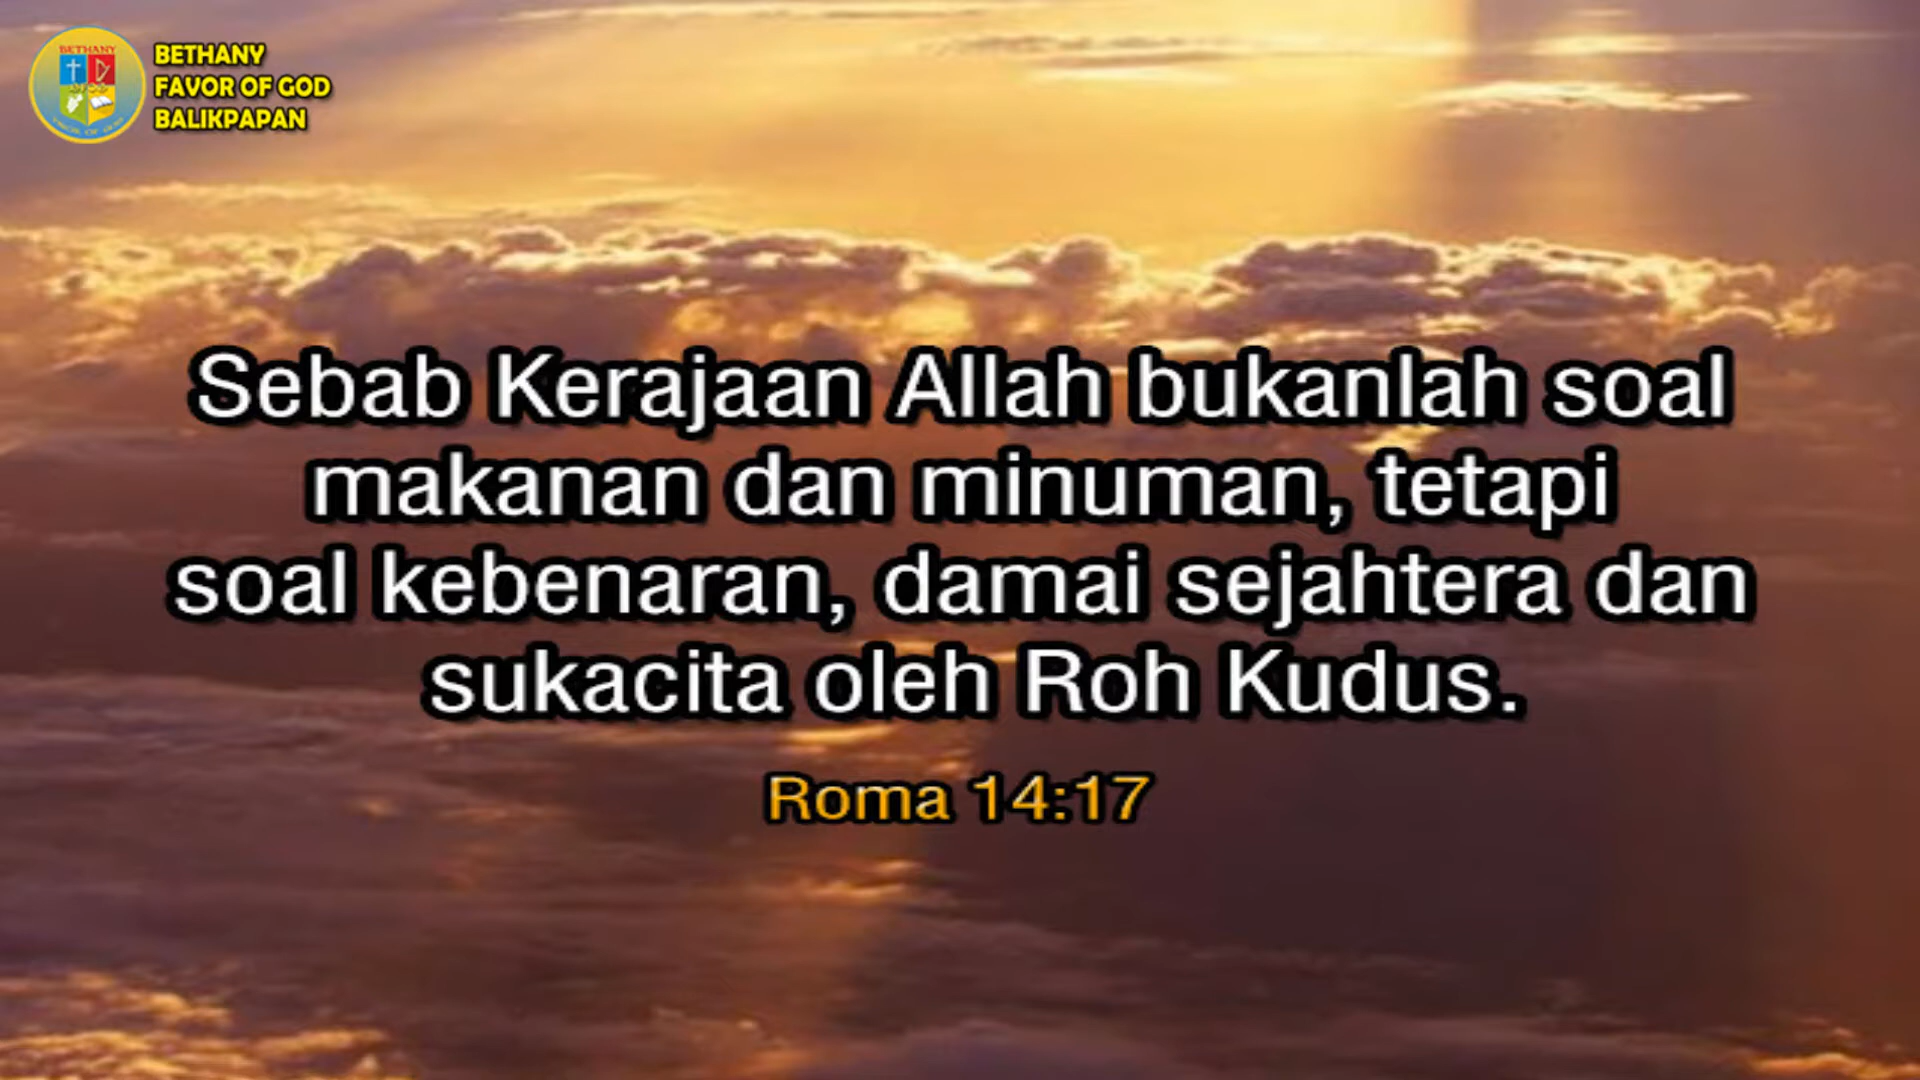 BETHANY
BETHANY
FAVOR OF GOD
BALIKPAPAN
Sebab Kerajaan Allah bukanlah soal
makanan dan minuman, tetapi
soal kebenaran, damai sejahtera dan
sukacita oleh Roh Kudus.
Roma 14:17